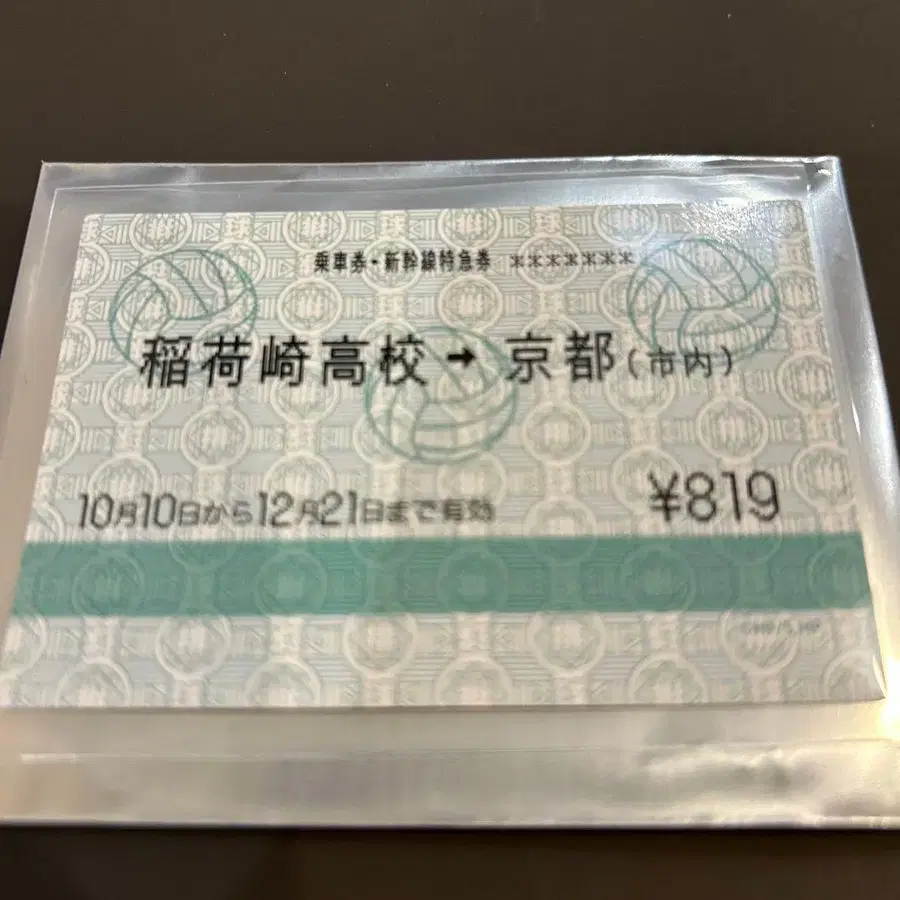 乗車券・新幹線特急券 *******
稲荷崎高校→京都(市内)
10月10日から12月21日まで有効
¥819